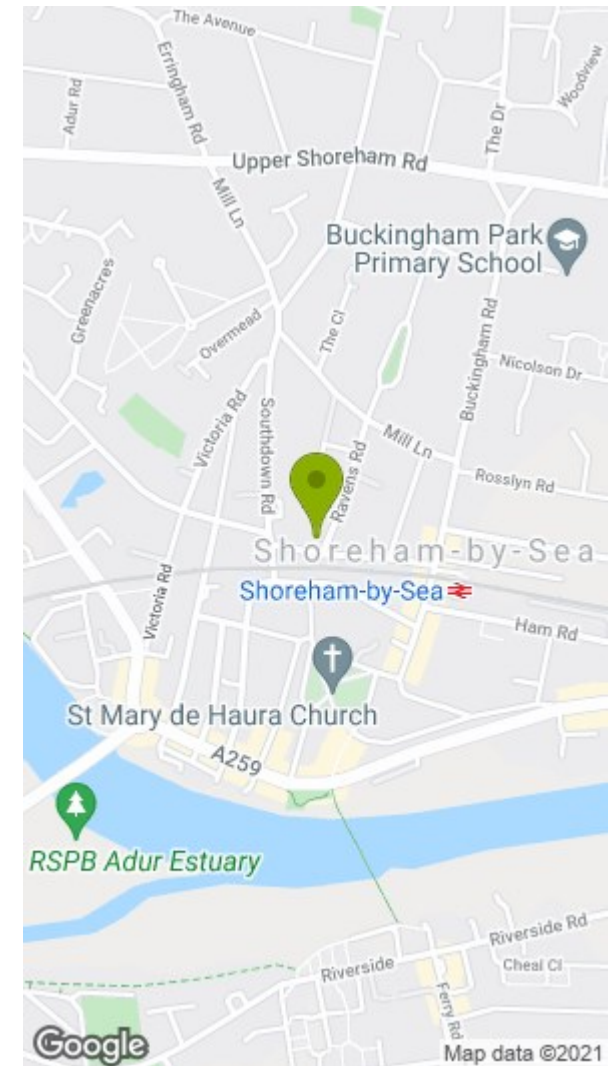 The Avenue
Erringham Rd
Adur Rd
Woodview
The Dr
Upper Shoreham Rd
Mill Ln
Buckingham Park
Primary School
Greenacres
Overmead
The Cl
Buckingham Rd
Nicolson Dr
Victoria Rd
Southdown Rd
Mill Ln
Ravens Rd
Rosslyn Rd
Shoreham-by-Sea
Shoreham-by-Sea
Victoria Rd
Ham Rd
St Mary de Haura Church
A259
RSPB Adur Estuary
Riverside Rd
Riverside
Cheal Cl
Ferry Rd
Google
Map data ©2021